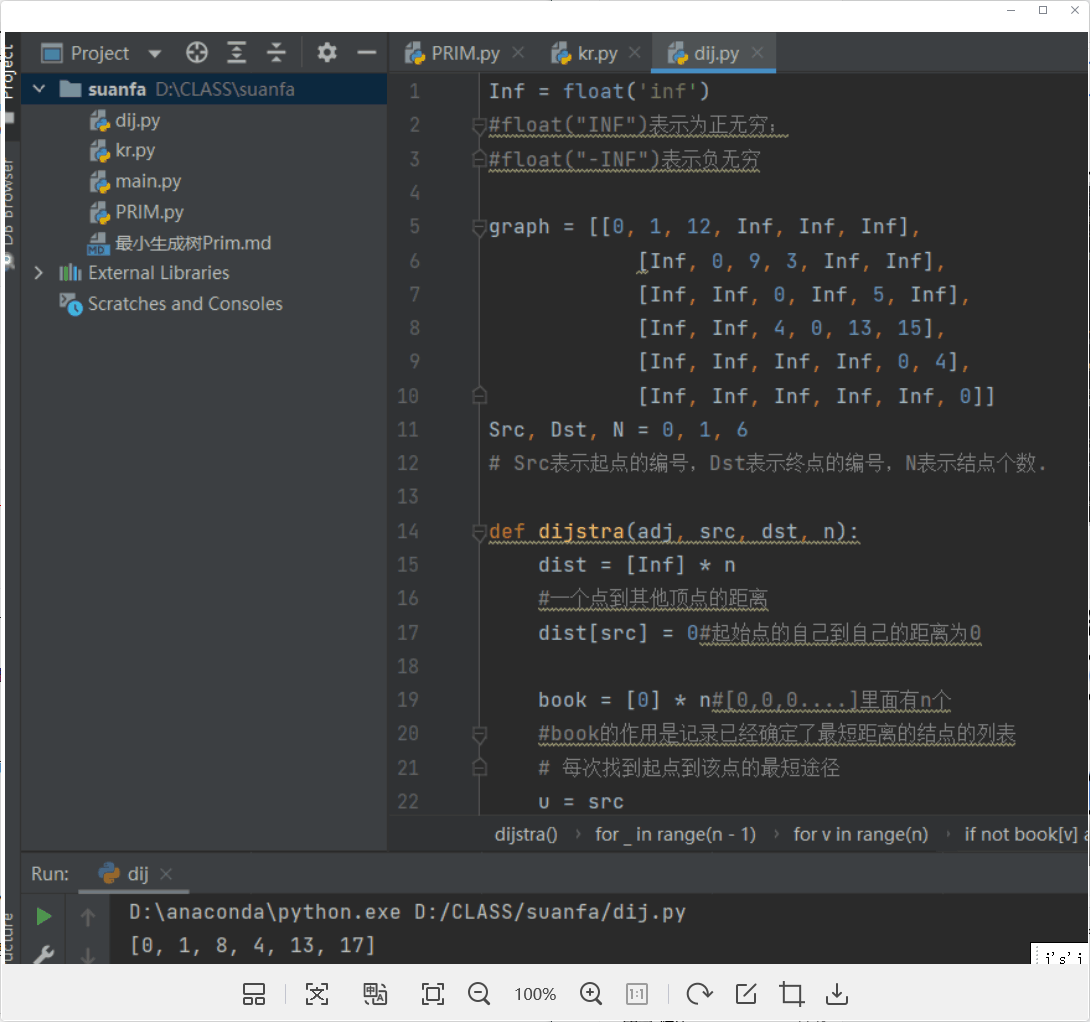 Project
PRIM.py
kr.py
dij.py
Project
suanfa D:\CLASS\suanfa
dij.py
kr.py
main.py
PRIM.py
最小生成树Prim.md
External Libraries
Scratches and Consoles
DB Browser
1 Inf = float('inf')
2 #float("INF")表示为正无穷；
3 #float("-INF")表示负无穷
4
5 graph = [[0, 1, 12, Inf, Inf, Inf],
6 [Inf, 0, 9, 3, Inf, Inf],
7 [Inf, Inf, 0, Inf, 5, Inf],
8 [Inf, Inf, 4, 0, 13, 15],
9 [Inf, Inf, Inf, Inf, 0, 4],
10 [Inf, Inf, Inf, Inf, Inf, 0]]
11 Src, Dst, N = 0, 1, 6
12 # Src表示起点的编号，Dst表示终点的编号，N表示结点个数.
13
14 def dijstra(adj, src, dst, n):
15 dist = [Inf] * n
16 #一个点到其他顶点的距离
17 dist[src] = 0#起始点的自己到自己的距离为0
18
19 book = [0] * n#[0,0,0....]里面有n个
20 #book的作用是记录已经确定了最短距离的结点的列表
21 # 每次找到起点到该点的最短途径
22 u = src
dijstra() › for _ in range(n - 1) › for v in range(n) › if not book[v] a
Run: dij
D:\anaconda\python.exe D:/CLASS/suanfa/dij.py
[0, 1, 8, 4, 13, 17]
j's'j
100% 1:1